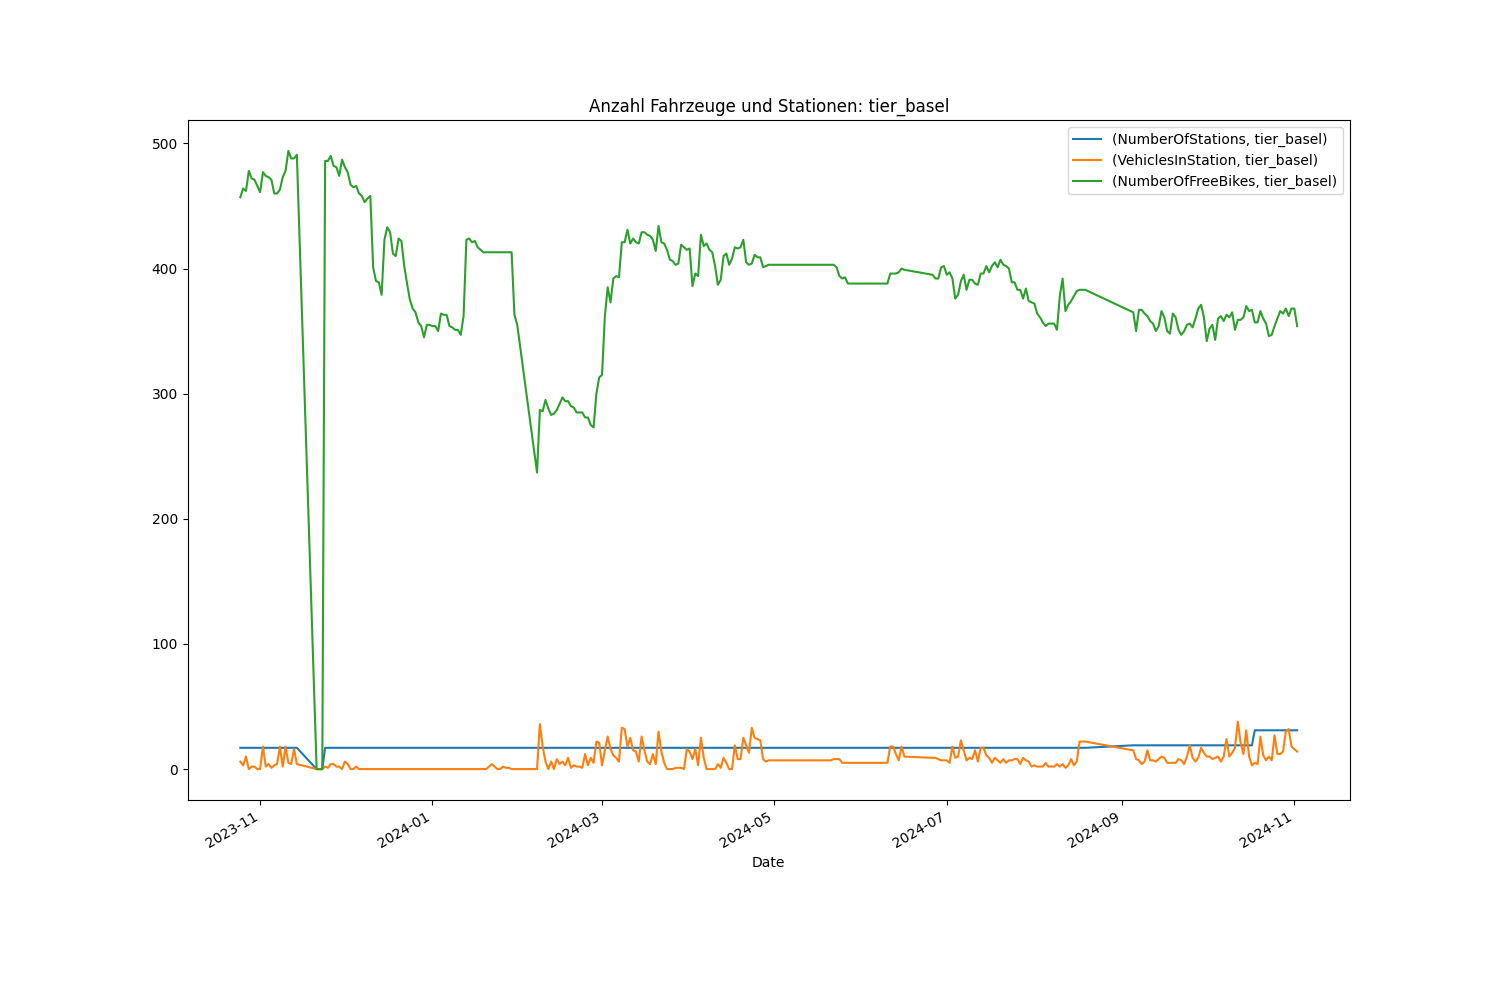 Anzahl Fahrzeuge und Stationen: tier_basel
(NumberOfStations, tier_basel)
(VehiclesInStation, tier_basel)
(NumberOfFreeBikes, tier_basel)
500
400
300
200
100
0
2023-11
2024-01
2024-03
2024-05
2024-07
2024-09
2024-11
Date